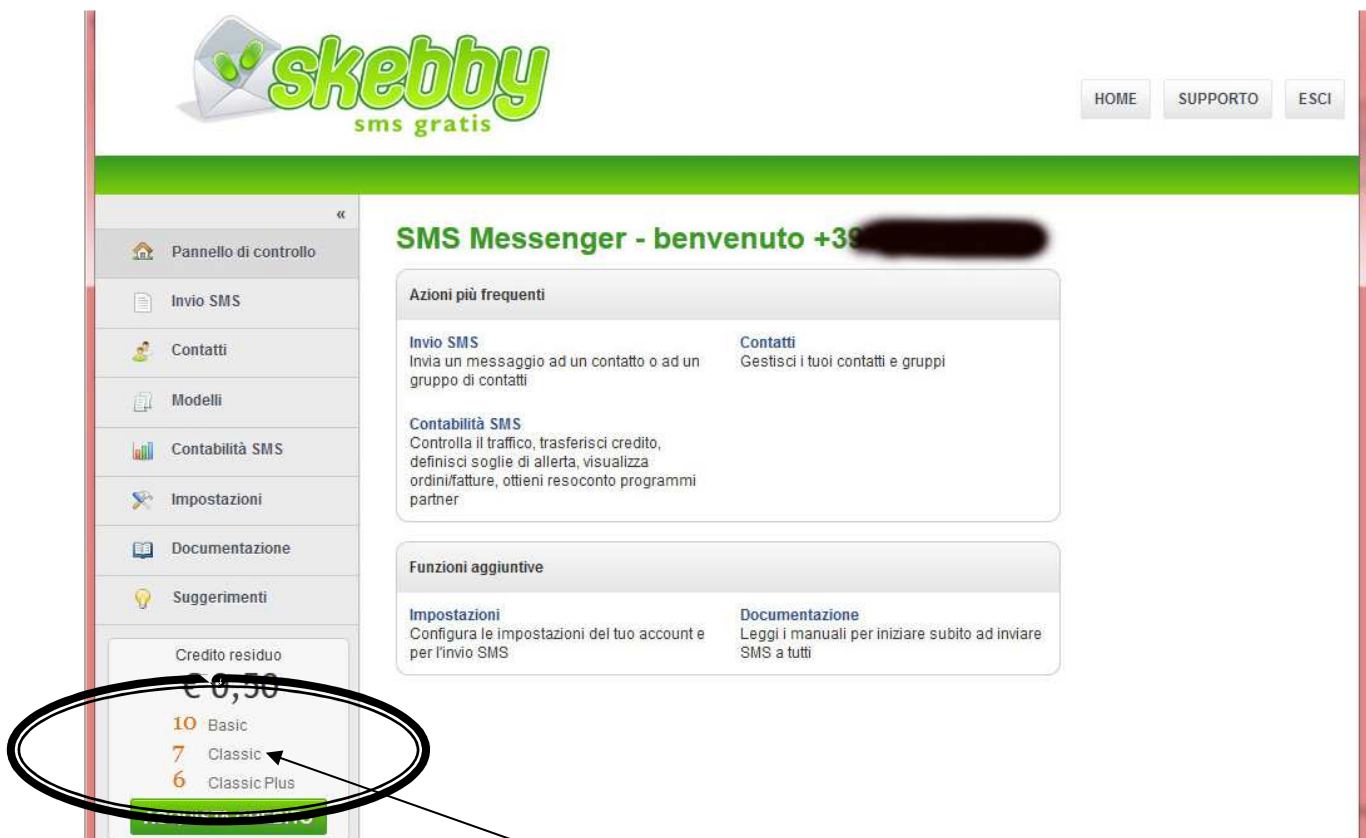 skebby
sms gratis
HOME SUPPORTO ESCI
«
Pannello di controllo
Invio SMS
Contatti
Modelli
Contabilità SMS
Impostazioni
Documentazione
Suggerimenti
Credito residuo
€ 0,50
10 Basic
7 Classic
6 Classic Plus
SMS Messenger - benvenuto +39
Azioni più frequenti
Invio SMS
Invia un messaggio ad un contatto o ad un
gruppo di contatti
Contatti
Gestisci i tuoi contatti e gruppi
Contabilità SMS
Controlla il traffico, trasferisci credito,
definisci soglie di allerta, visualizza
ordini/fatture, ottieni resoconto programmi
partner
Funzioni aggiuntive
Impostazioni
Configura le impostazioni del tuo account e
per l'invio SMS
Documentazione
Leggi i manuali per iniziare subito ad inviare
SMS a tutti